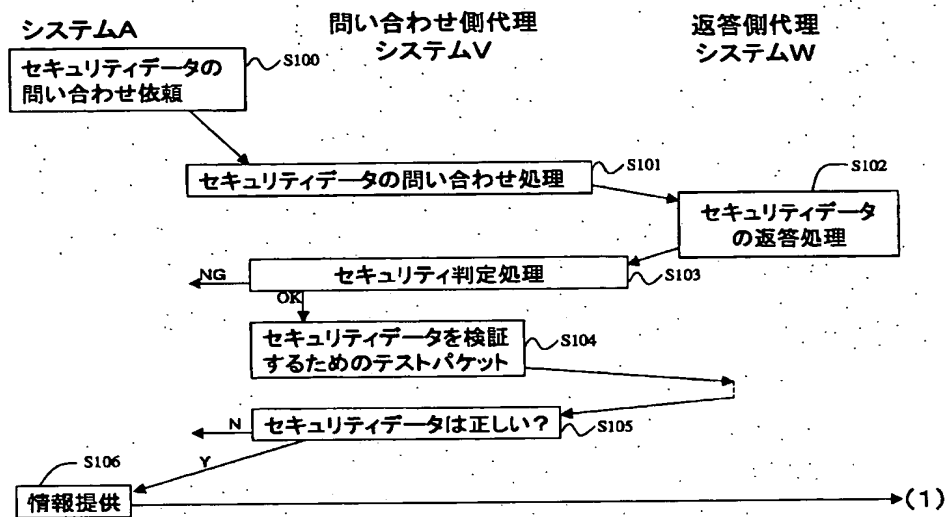 システムA
問い合わせ側代理
システムV
返答側代理
システムW
セキュリティデータの
問い合わせ依頼
S100
セキュリティデータの問い合わせ処理
S101
S102
セキュリティデータ
の返答処理
NG
セキュリティ判定処理
S103
OK
セキュリティデータを検証
するためのテストパケット
S104
N
セキュリティデータは正しい?
S105
Y
S106
情報提供
(1)